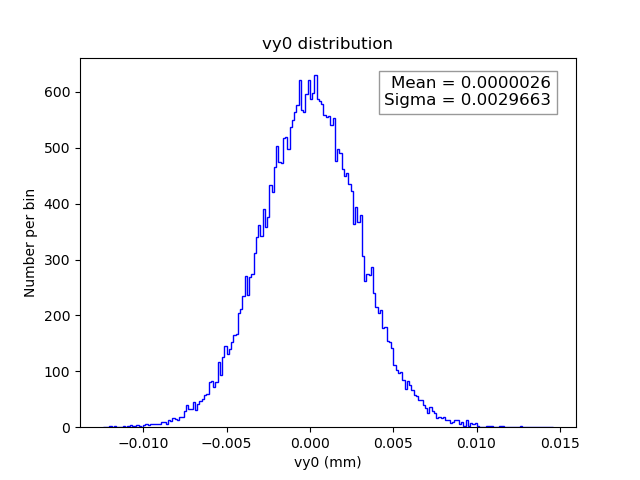 vy0 distribution
Mean = 0.0000026
Sigma = 0.0029663
600
500
400
300
200
100
0
Number per bin
−0.010 −0.005 0.000 0.005 0.010 0.015
vy0 (mm)